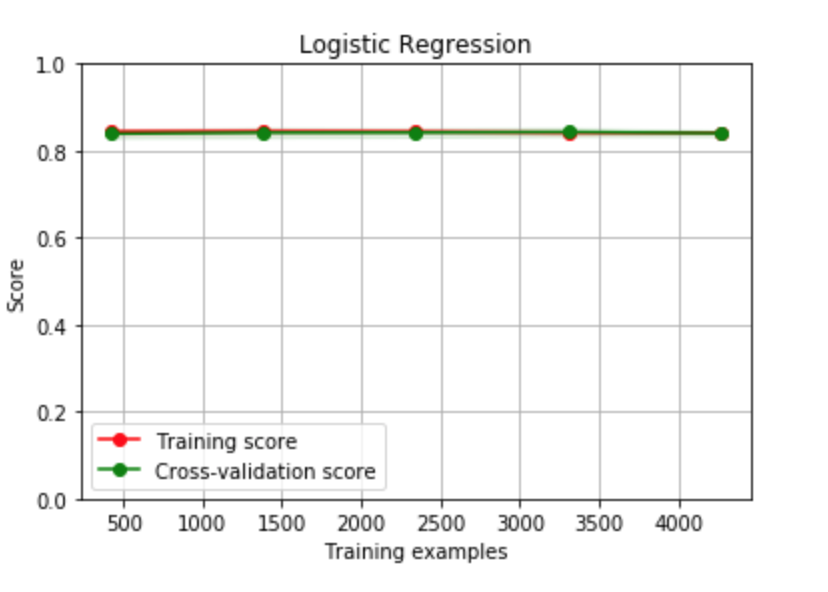 Logistic Regression
1.0
0.8
0.6
0.4
0.2
0.0
Score
Training score
Cross-validation score
500 1000 1500 2000 2500 3000 3500 4000
Training examples